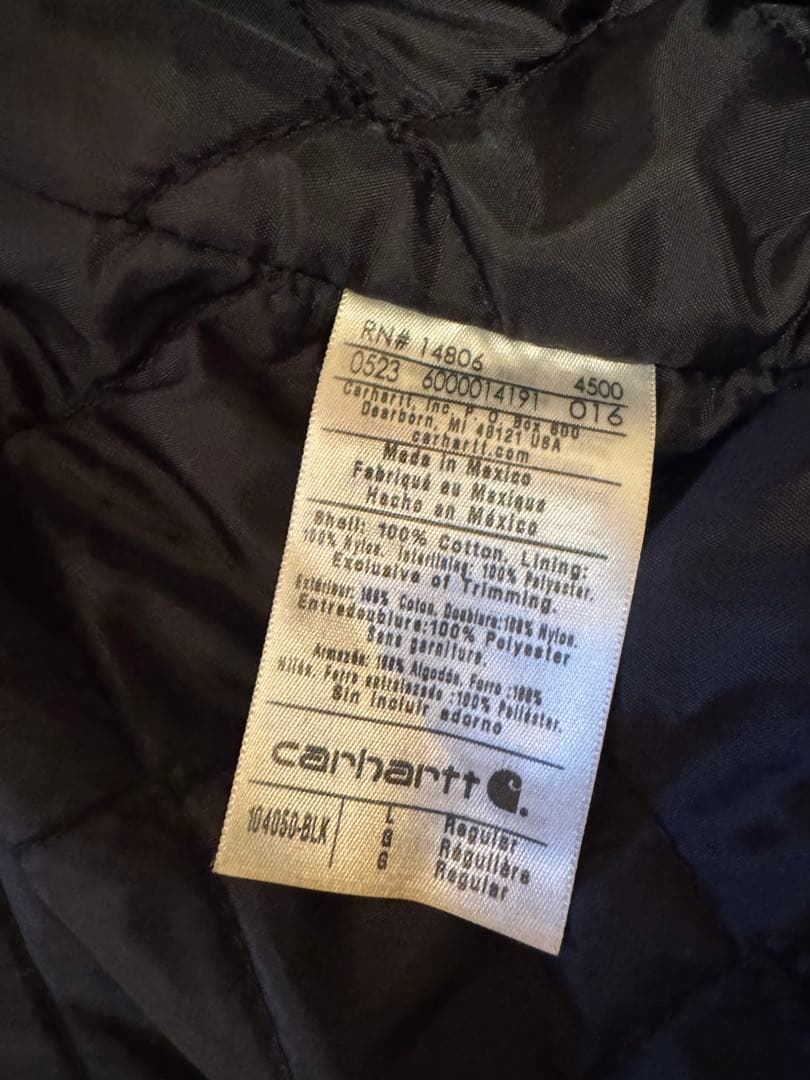 RN# 14806
0523 6000014191 4500
016
Carhartt, Inc. P. O. Box 600
Dearborn, MI 48121 USA
carhartt.com
Made in Mexico
Fabriqué au Mexique
Hecho en México
Shell: 100% Cotton. Lining:
100% Nylon. Interlining: 100% Polyester.
Exclusive of Trimming.
Extérieur: 100% Coton. Doublure:100% Nylon.
Entredoublure:100% Polyester
Sans garniture.
Armazón: 100% Algodón. Forro :100%
Nilón. Forro entrelazado :100% Poliéster.
Sin incluir adorno
carhartt
104050-BLK L Regular
G Régulière
G Regular